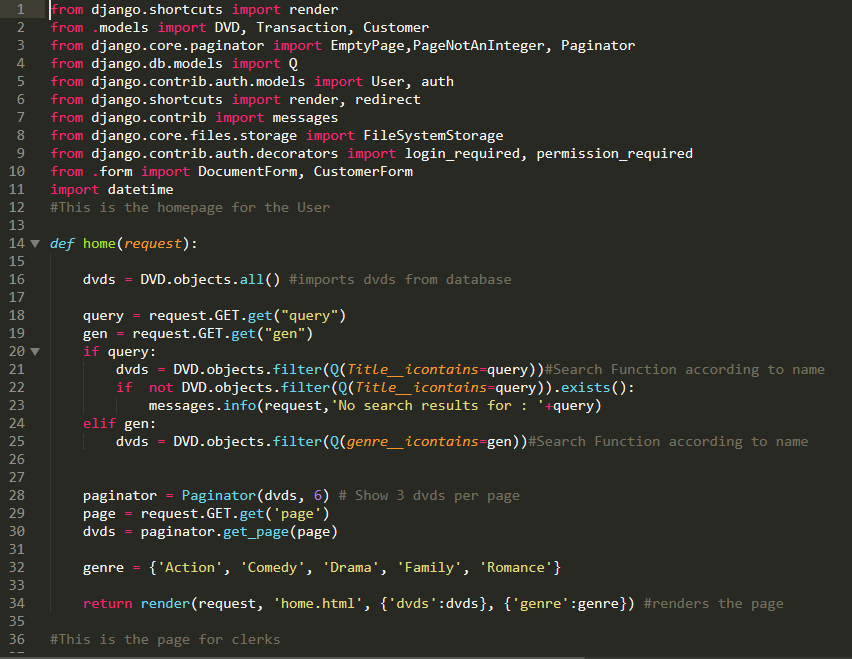 1 from django.shortcuts import render
2 from .models import DVD, Transaction, Customer
3 from django.core.paginator import EmptyPage,PageNotAnInteger, Paginator
4 from django.db.models import Q
5 from django.contrib.auth.models import User, auth
6 from django.shortcuts import render, redirect
7 from django.contrib import messages
8 from django.core.files.storage import FileSystemStorage
9 from django.contrib.auth.decorators import login_required, permission_required
10 from .form import DocumentForm, CustomerForm
11 import datetime
12 #This is the homepage for the User
13
14 def home(request):
15
16     dvds = DVD.objects.all() #imports dvds from database
17
18     query = request.GET.get("query")
19     gen = request.GET.get("gen")
20     if query:
21         dvds = DVD.objects.filter(Q(Title__icontains=query))#Search Function according to name
22         if  not DVD.objects.filter(Q(Title__icontains=query)).exists():
23             messages.info(request,'No search results for : '+query)
24     elif gen:
25         dvds = DVD.objects.filter(Q(genre__icontains=gen))#Search Function according to name
26
27
28     paginator = Paginator(dvds, 6) # Show 3 dvds per page
29     page = request.GET.get('page')
30     dvds = paginator.get_page(page)
31
32     genre = {'Action', 'Comedy', 'Drama', 'Family', 'Romance'}
33
34     return render(request, 'home.html', {'dvds':dvds}, {'genre':genre}) #renders the page
35
36 #This is the page for clerks